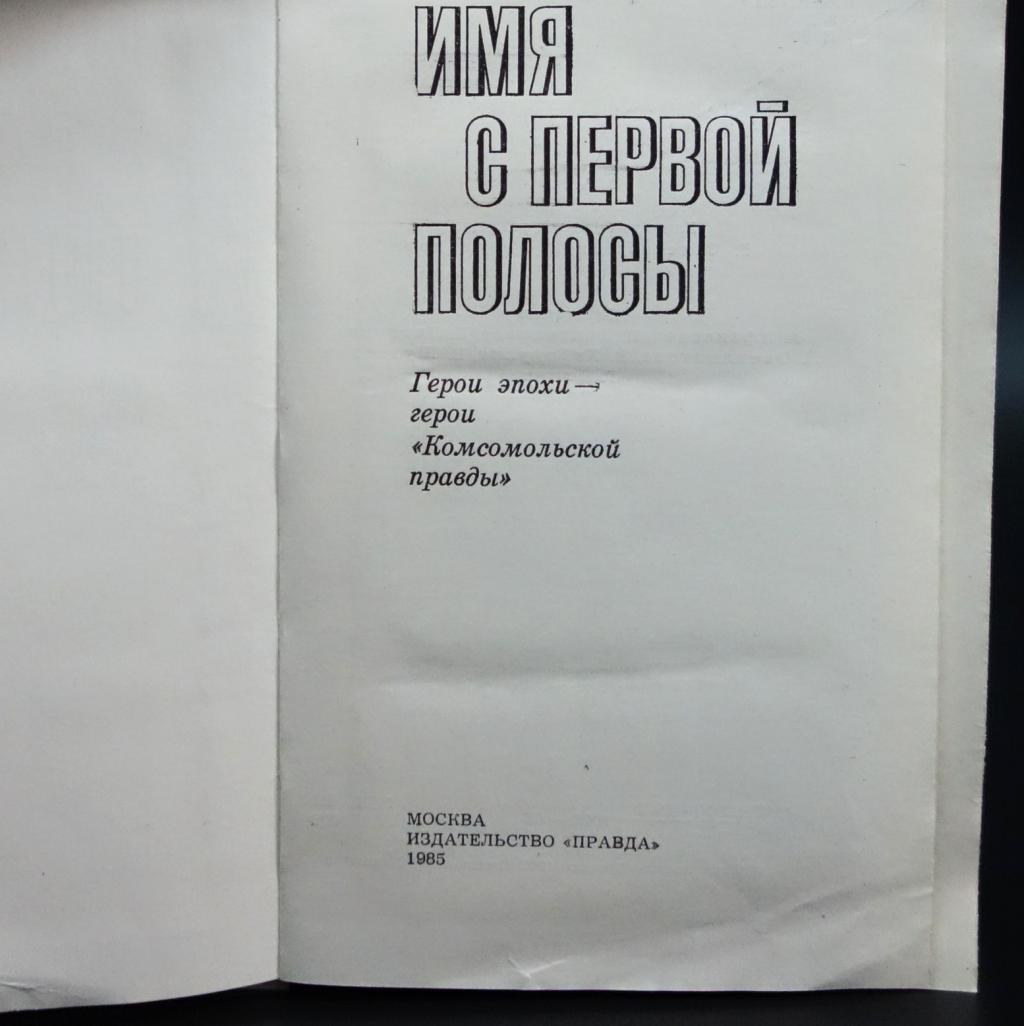 ИМЯ
С ПЕРВОЙ
ПОЛОСЫ
Герои эпохи —
герои
«Комсомольской
правды»
МОСКВА
ИЗДАТЕЛЬСТВО «ПРАВДА»
1985